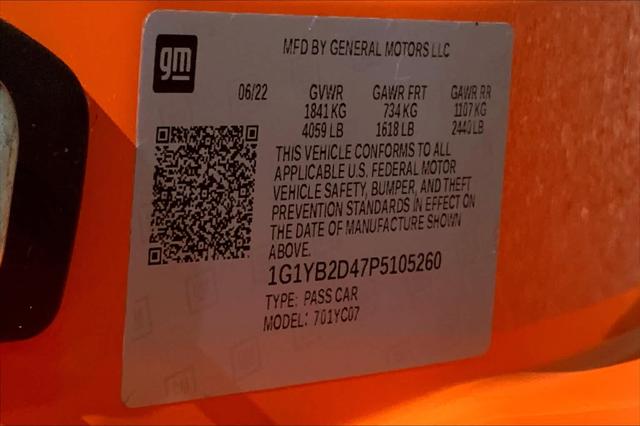 gm
MFD BY GENERAL MOTORS LLC
06/22 GVWR GAWR FRT GAWR RR
1841 KG 734 KG 1107 KG
4059 LB 1618 LB 2440 LB
THIS VEHICLE CONFORMS TO ALL
APPLICABLE U.S. FEDERAL MOTOR
VEHICLE SAFETY, BUMPER, AND THEFT
PREVENTION STANDARDS IN EFFECT ON
THE DATE OF MANUFACTURE SHOWN
ABOVE.
1G1YB2D47P5105260
TYPE: PASS CAR
MODEL: 701YC07